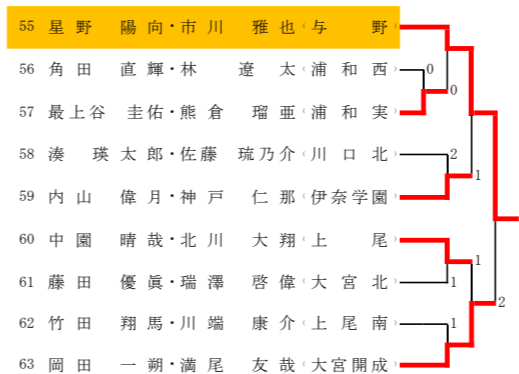 55 星野 陽向・市川 雅也 与野
56 角田 直輝・林 遼太(浦和西) 0
0
57 最上谷 圭佑・熊倉 瑠亜(浦和実)
58 湊 瑛太郎・佐藤 琉乃介(川口北) 2
1
59 内山 偉月・神戸 仁那(伊奈学園)
60 中園 晴哉・北川 大翔(上尾)
1
61 藤田 優眞・瑞澤 啓偉(大宮北) 1
2
62 竹田 翔馬・川端 康介(上尾南) 1
63 岡田 一朔・満尾 友哉(大宮開成)